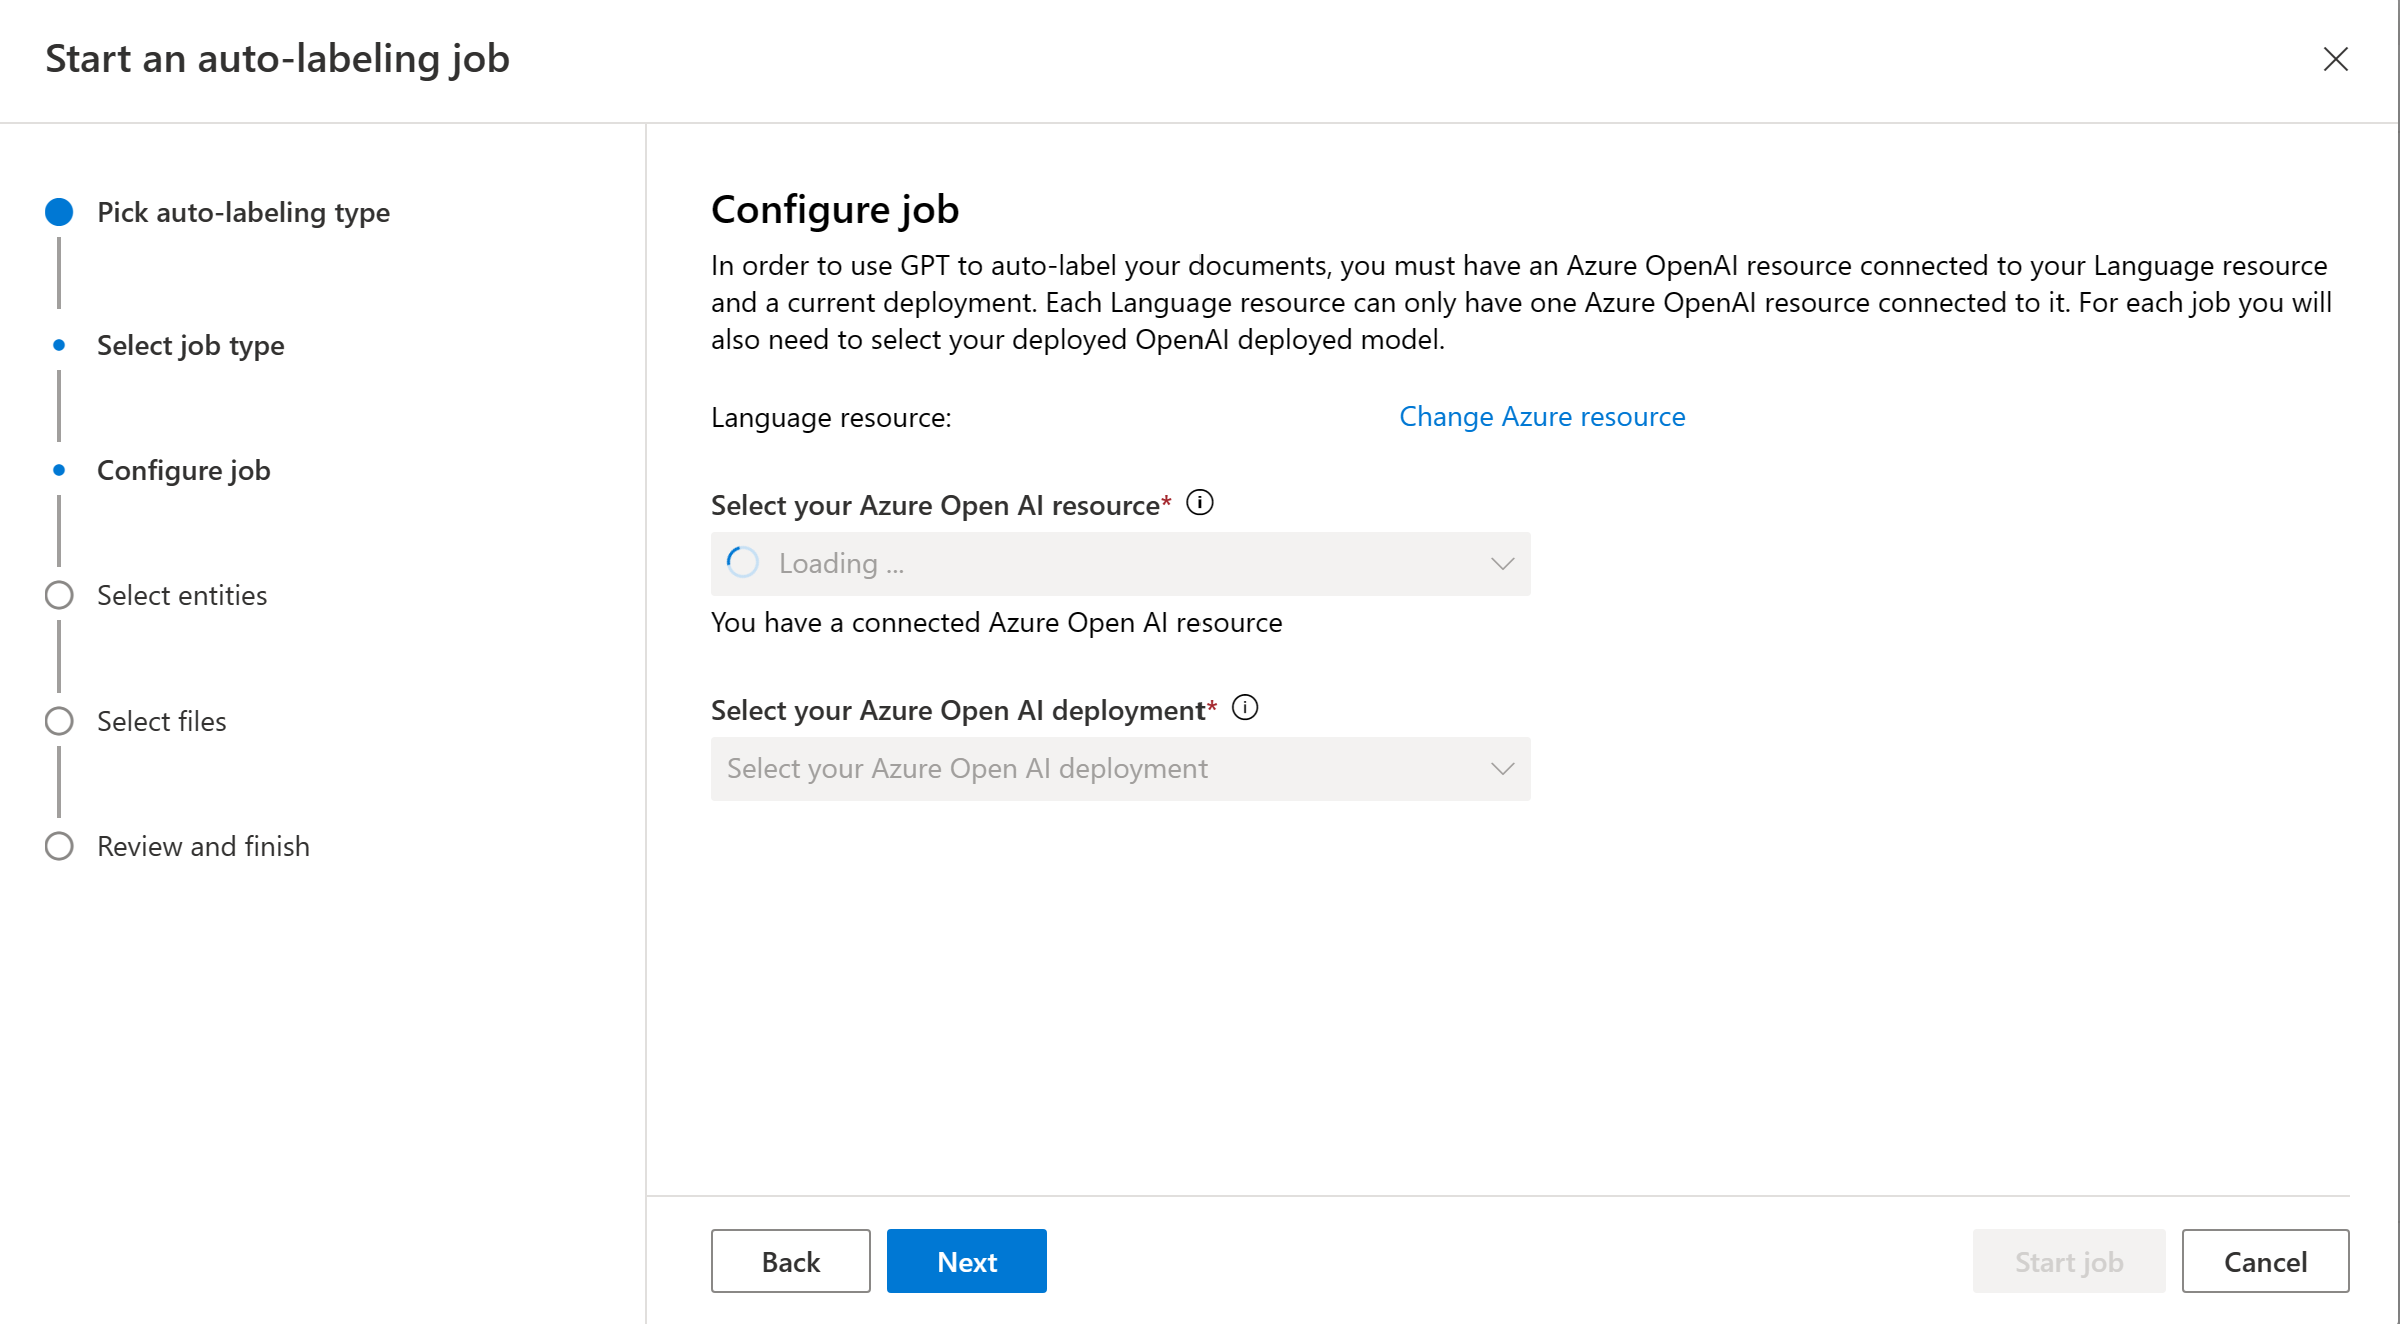 Start an auto-labeling job
Pick auto-labeling type
Select job type
Configure job
Select entities
Select files
Review and finish
Configure job
In order to use GPT to auto-label your documents, you must have an Azure OpenAI resource connected to your Language resource
and a current deployment. Each Language resource can only have one Azure OpenAI resource connected to it. For each job you will
also need to select your deployed OpenAI deployed model.
Language resource:
Change Azure resource
Select your Azure Open AI resource*
Loading ...
You have a connected Azure Open AI resource
Select your Azure Open AI deployment*
Select your Azure Open AI deployment
Back
Next
Start job
Cancel